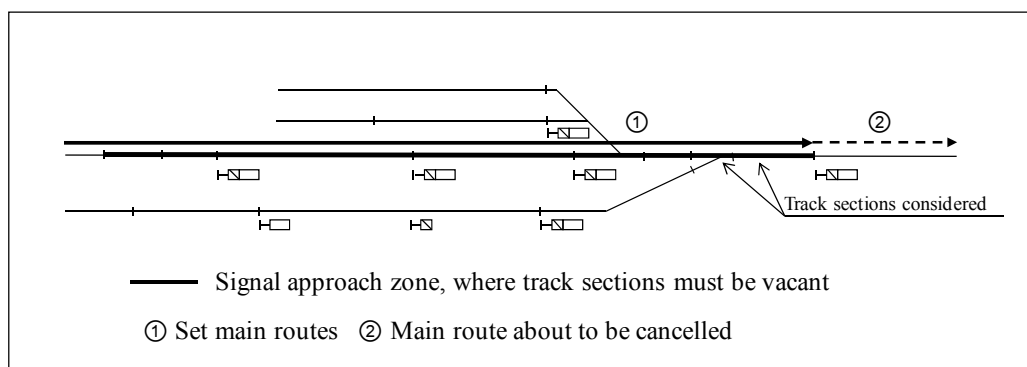 ① ②
Track sections considered
Signal approach zone, where track sections must be vacant
① Set main routes ② Main route about to be cancelled